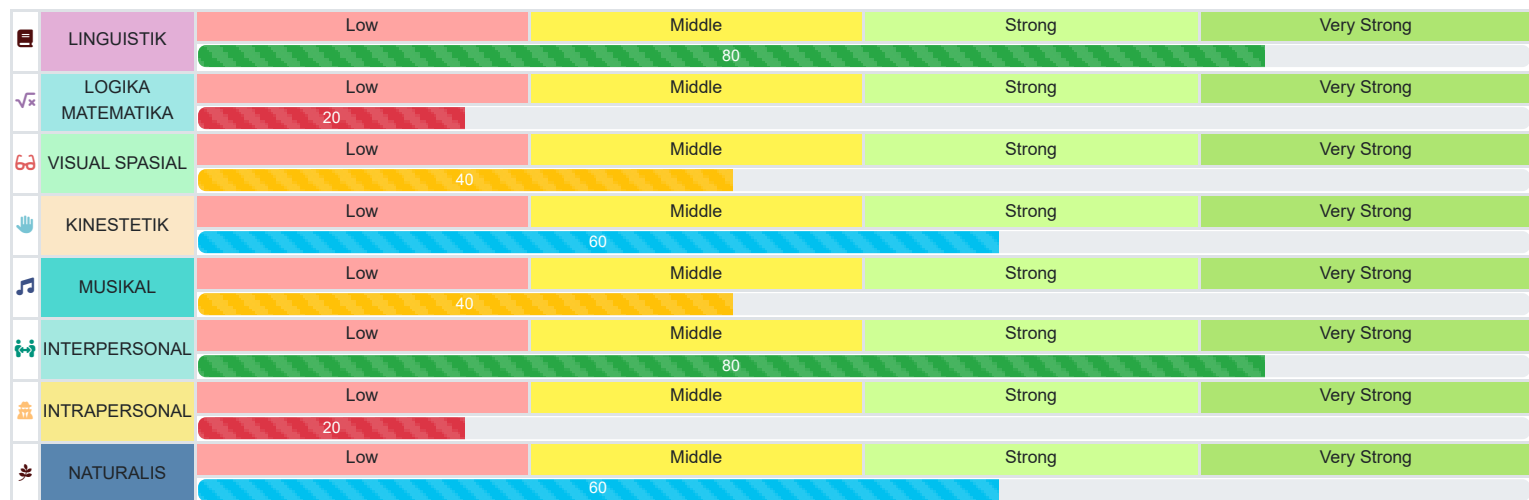 LINGUISTIK
Low Middle Strong Very Strong
80
LOGIKA MATEMATIKA
Low Middle Strong Very Strong
20
VISUAL SPASIAL
Low Middle Strong Very Strong
40
KINESTETIK
Low Middle Strong Very Strong
60
MUSIKAL
Low Middle Strong Very Strong
40
INTERPERSONAL
Low Middle Strong Very Strong
80
INTRAPERSONAL
Low Middle Strong Very Strong
20
NATURALIS
Low Middle Strong Very Strong
60